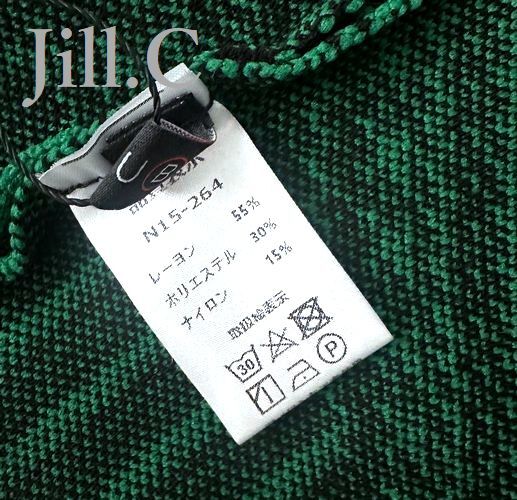 Jill.C
N15-264
レーヨン 55%
ポリエステル 30%
ナイロン 15%
取扱絵表示
30
P